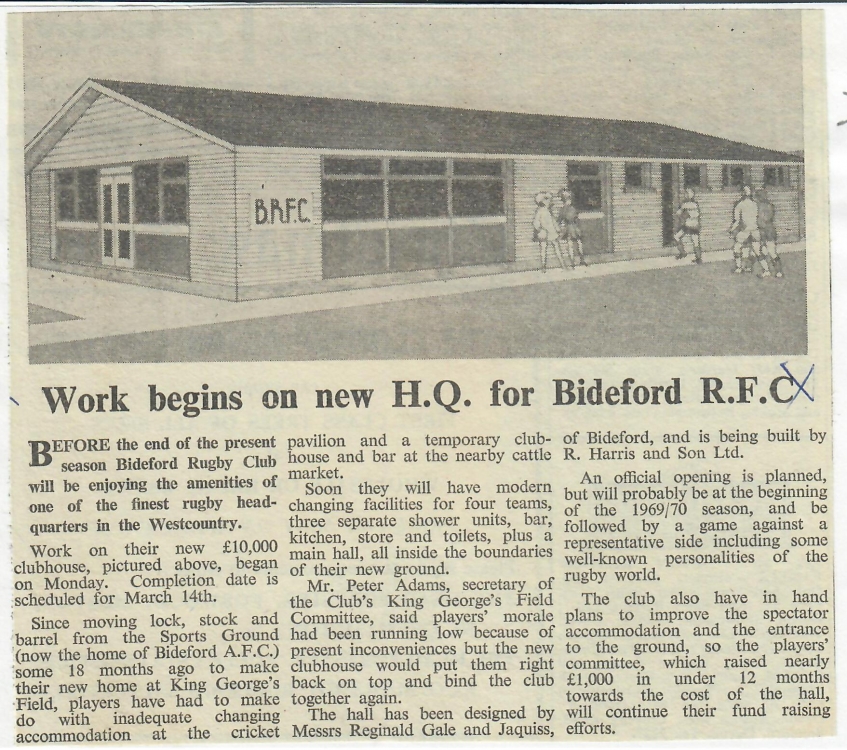 B.R.F.C.
Work begins on new H.Q. for Bideford R.F.C
BEFORE the end of the present
season Bideford Rugby Club
will be enjoying the amenities of
one of the finest rugby head-
quarters in the Westcountry.
Work on their new £10,000
clubhouse, pictured above, began
on Monday. Completion date is
scheduled for March 14th.
Since moving lock, stock and
barrel from the Sports Ground
(now the home of Bideford A.F.C.)
some 18 months ago to make
their new home at King George's
Field, players have had to make
do with inadequate changing
accommodation at the cricket
pavilion and a temporary club-
house and bar at the nearby cattle
market.
Soon they will have modern
changing facilities for four teams,
three separate shower units, bar,
kitchen, store and toilets, plus a
main hall, all inside the boundaries
of their new ground.
Mr. Peter Adams, secretary of
the Club's King George's Field
Committee, said players' morale
had been running low because of
present inconveniences but the new
clubhouse would put them right
back on top and bind the club
together again.
The hall has been designed by
Messrs Reginald Gale and Jaquiss,
of Bideford, and is being built by
R. Harris and Son Ltd.
An official opening is planned,
but will probably be at the beginning
of the 1969/70 season, and be
followed by a game against a
representative side including some
well-known personalities of the
rugby world.
The club also have in hand
plans to improve the spectator
accommodation and the entrance
to the ground, so the players'
committee, which raised nearly
£1,000 in under 12 months
towards the cost of the hall,
will continue their fund raising
efforts.